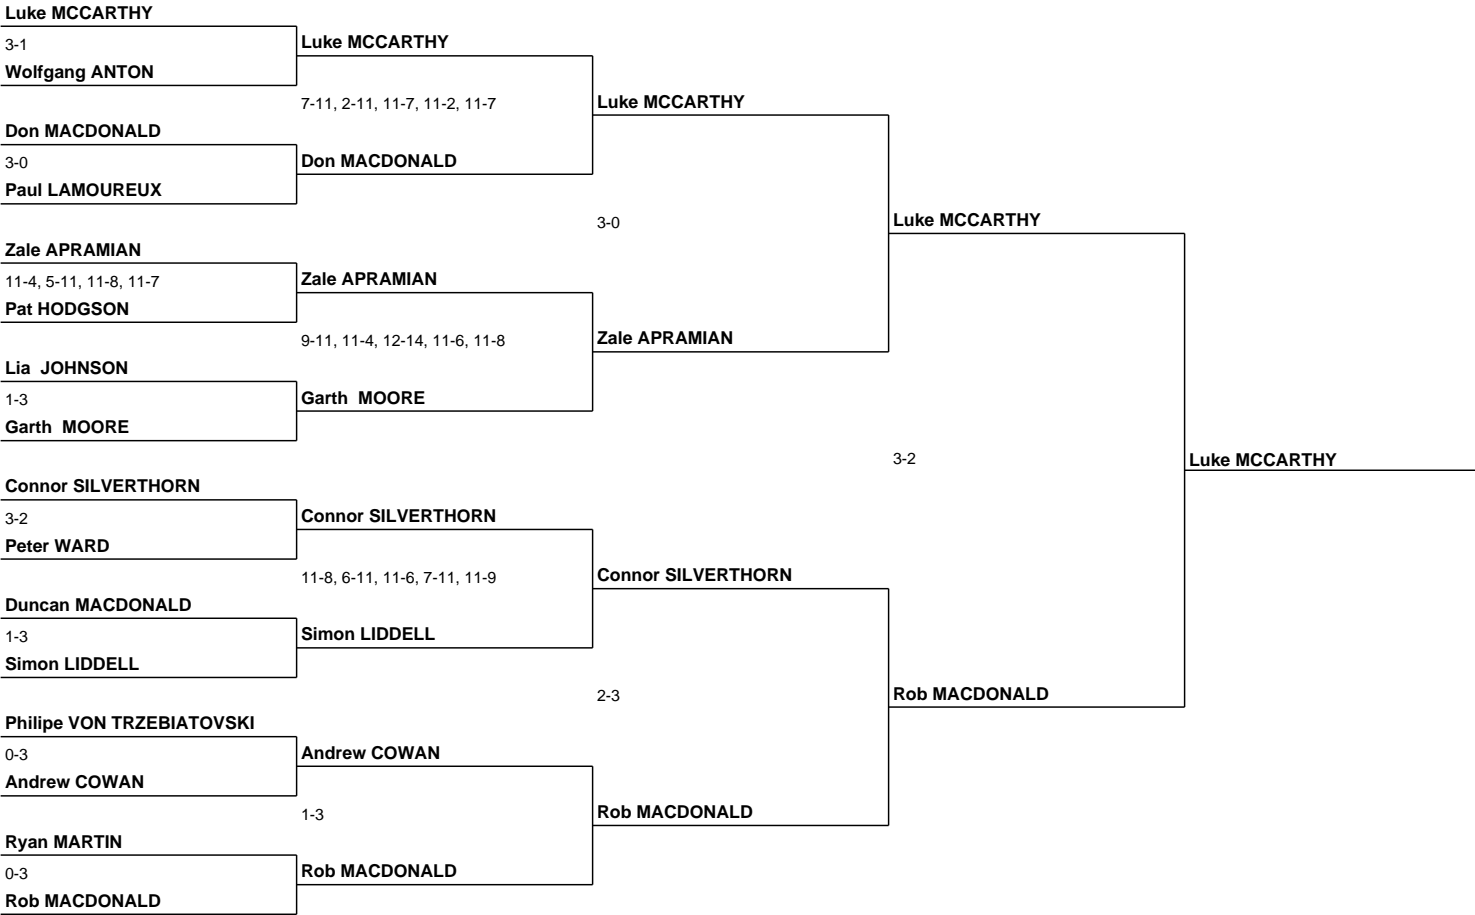 Luke MCCARTHY
3-1
Wolfgang ANTON
Don MACDONALD
3-0
Paul LAMOUREUX
Zale APRAMIAN
11-4, 5-11, 11-8, 11-7
Pat HODGSON
Lia  JOHNSON
1-3
Garth  MOORE
Connor SILVERTHORN
3-2
Peter WARD
Duncan MACDONALD
1-3
Simon LIDDELL
Philipe VON TRZEBIATOVSKI
0-3
Andrew COWAN
Ryan MARTIN
0-3
Rob MACDONALD
Luke MCCARTHY
7-11, 2-11, 11-7, 11-2, 11-7
Don MACDONALD
Zale APRAMIAN
9-11, 11-4, 12-14, 11-6, 11-8
Garth  MOORE
Connor SILVERTHORN
11-8, 6-11, 11-6, 7-11, 11-9
Simon LIDDELL
Andrew COWAN
1-3
Rob MACDONALD
Luke MCCARTHY
3-0
Zale APRAMIAN
Connor SILVERTHORN
2-3
Rob MACDONALD
Luke MCCARTHY
3-2
Rob MACDONALD
Luke MCCARTHY